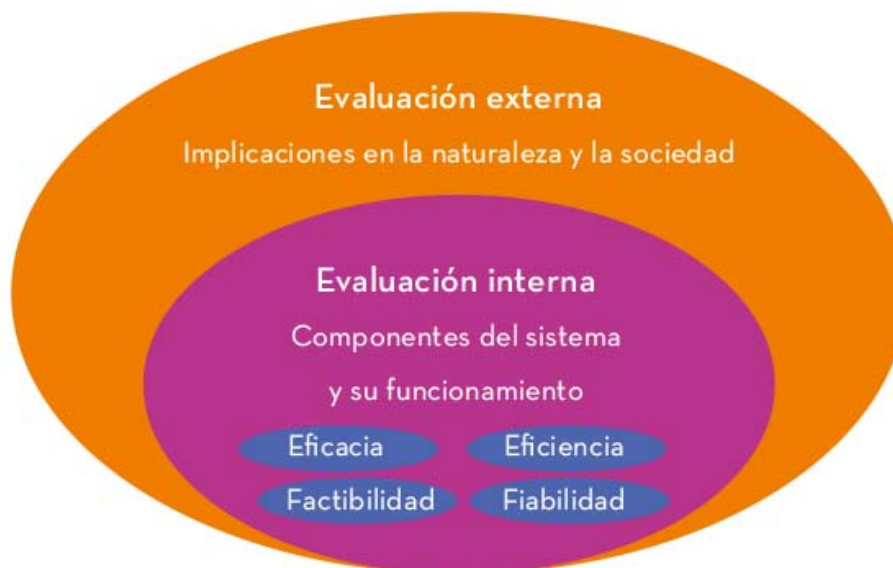 Evaluación externa
Implicaciones en la naturaleza y la sociedad
Evaluación interna
Componentes del sistema
y su funcionamiento
Eficacia
Eficiencia
Factibilidad
Fiabilidad